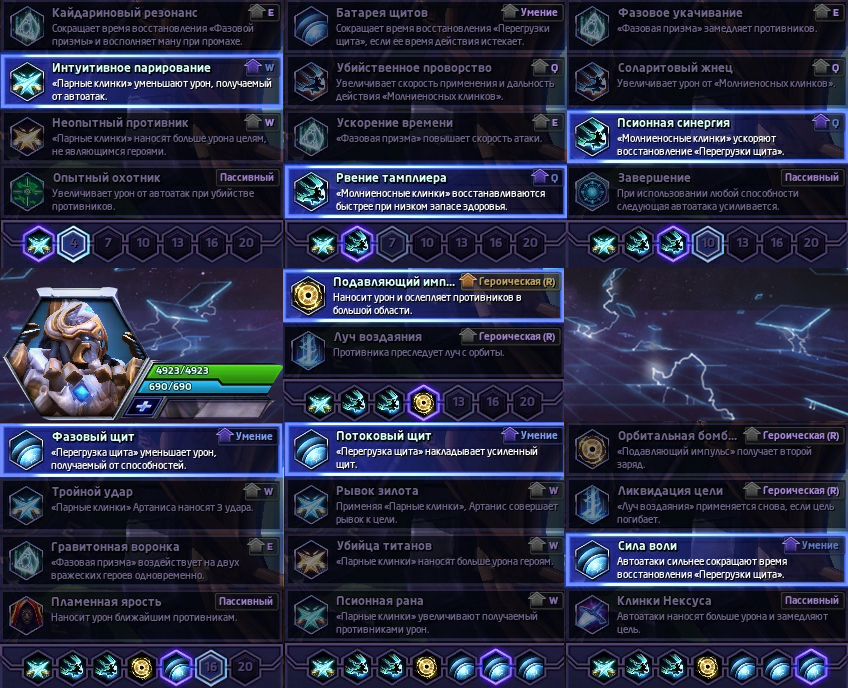 Кайдариновый резонанс E
Сокращает время восстановления «Фазовой
призмы» и восполняет ману при промахе.
Интуитивное парирование W
«Парные клинки» уменьшают урон, получаемый
от автоатак.
Неопытный противник W
«Парные клинки» наносят больше урона целям,
не являющимся героями.
Опытный охотник Пассивный
Увеличивает урон от автоатак при убийстве
противников.
4 7 10 13 16 20
Батарея щитов Умение
Сокращает время восстановления «Перегрузки
щита», если ее время действия истекает.
Убийственное проворство Q
Увеличивает скорость применения и дальность
действия «Молниеносных клинков».
Ускорение времени E
«Фазовая призма» повышает скорость атаки.
Рвение тамплиера Q
«Молниеносные клинки» восстанавливаются
быстрее при низком запасе здоровья.
7 10 13 16 20
Фазовое укачивание E
«Фазовая призма» замедляет противников.
Соларитовый жнец Q
Увеличивает урон от «Молниеносных клинков».
Псионная синергия Q
«Молниеносные клинки» ускоряют
восстановление «Перегрузки щита».
Завершение Пассивный
При использовании любой способности
следующая автоатака усиливается.
10 13 16 20
4923/4923
690/690
Подавляющий имп... Героическая (R)
Наносит урон и ослепляет противников в
большой области.
Луч воздаяния Героическая (R)
Противника преследует луч с орбиты.
13 16 20
Фазовый щит Умение
«Перегрузка щита» уменьшает урон,
получаемый от способностей.
Тройной удар W
«Парные клинки» Артаниса наносят 3 удара.
Гравитонная воронка E
«Фазовая призма» воздействует на двух
вражеских героев одновременно.
Пламенная ярость Пассивный
Наносит урон ближайшим противникам.
16 20
Потоковый щит Умение
«Перегрузка щита» накладывает усиленный
щит.
Рывок зилота W
Применяя «Парные клинки», Артанис совершает
рывок к цели.
Убийца титанов W
«Парные клинки» наносят больше урона героям.
Псионная рана W
«Парные клинки» увеличивают получаемый
противниками урон.
Орбитальная бомб... Героическая (R)
«Подавляющий импульс» получает второй
заряд.
Ликвидация цели Героическая (R)
«Луч воздаяния» применяется снова, если цель
погибает.
Сила воли Умение
Автоатаки сильнее сокращают время
восстановления «Перегрузки щита».
Клинки Нексуса Пассивный
Автоатаки наносят больше урона и замедляют
цель.